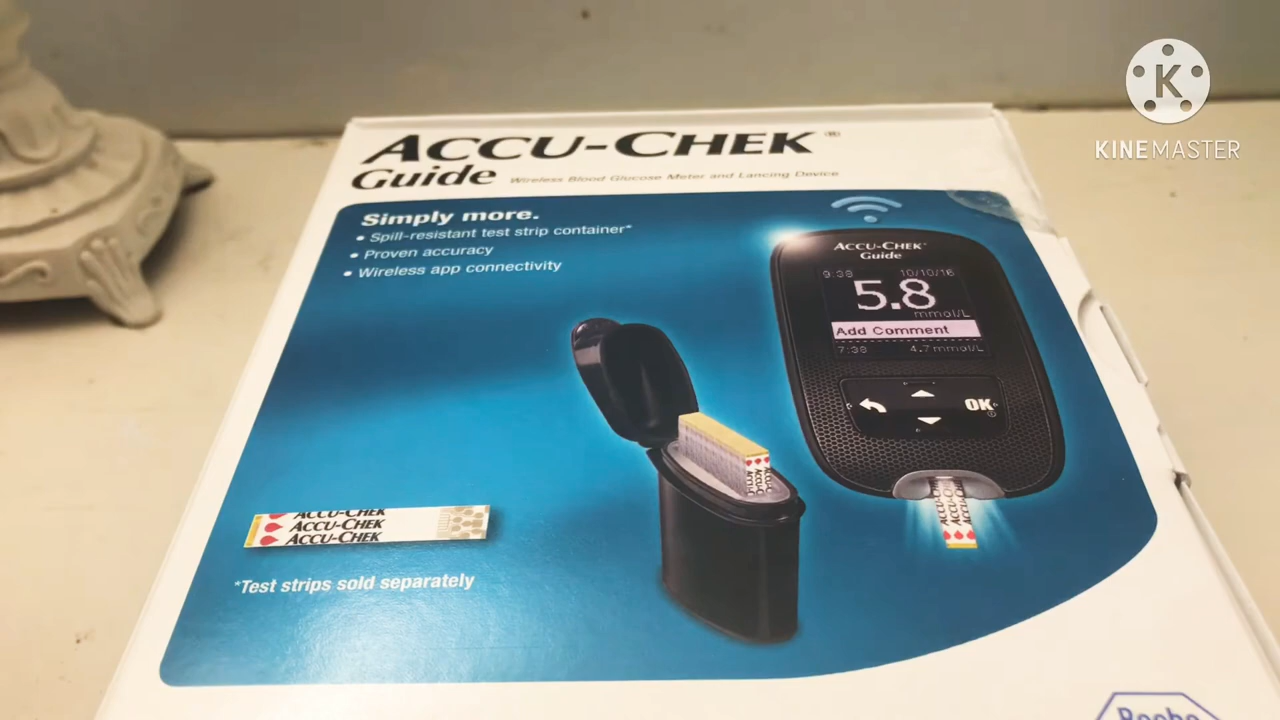 K
KINEMASTER
ACCU-CHEK®
Guide Wireless Blood Glucose Meter and Lancing Device
Simply more.
• Spill-resistant test strip container*
• Proven accuracy
• Wireless app connectivity
ACCU-CHEK®
Guide
9:38 10/10/16
5.8
mmol/L
Add Comment
7:38 4.7 mmol/L
OK
ACCU-CHEK
ACCU-CHEK
ACCU-CHEK
*Test strips sold separately
Roche